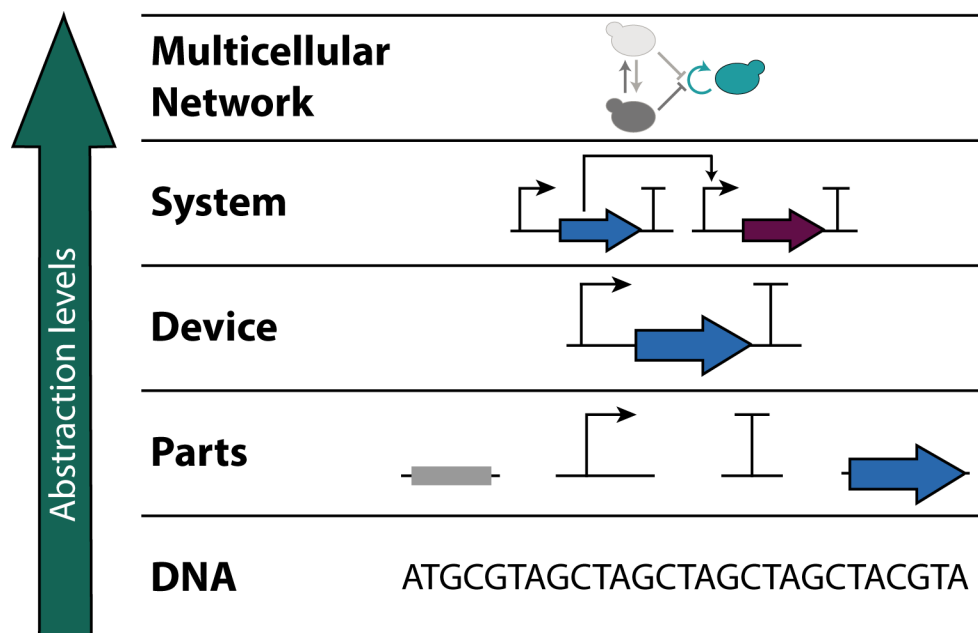 Multicellular
Network
System
Device
Parts
DNA
ATGCGTAGCTAGCTAGCTAGCTACGTA
Abstraction levels